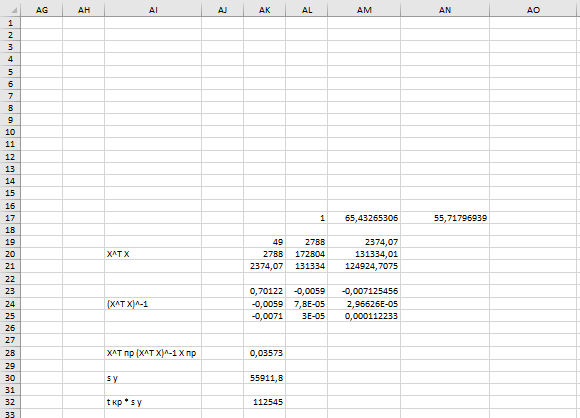 AG AH AI AJ AK AL AM AN AO
1
2
3
4
5
6
7
8
9
10
11
12
13
14
15
16
17 1 65,43265306 55,71796939
18
19 49 2788 2374,07
20 X^T X 2788 172804 131334,01
21 2374,07 131334 124924,7075
22
23 0,70122 -0,0059 -0,007125456
24 (X^T X)^-1 -0,0059 7,8E-05 2,96626E-05
25 -0,0071 3E-05 0,000112233
26
27
28 X^T пр (X^T X)^-1 X пр 0,03573
29
30 s y 55911,8
31
32 t кр * s y 112545
33